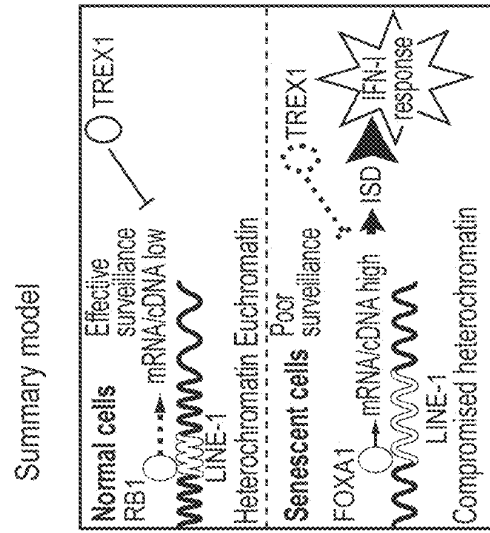 Summary model
Normal cells
Effective
surveillance
TREX1
RB1
mRNA/cDNA low
LINE-1
Heterochromatin Euchromatin
Senescent cells
Poor
surveillance
TREX1
FOXA1
mRNA/cDNA high
ISD
IFN-I
response
LINE-1
Compromised heterochromatin